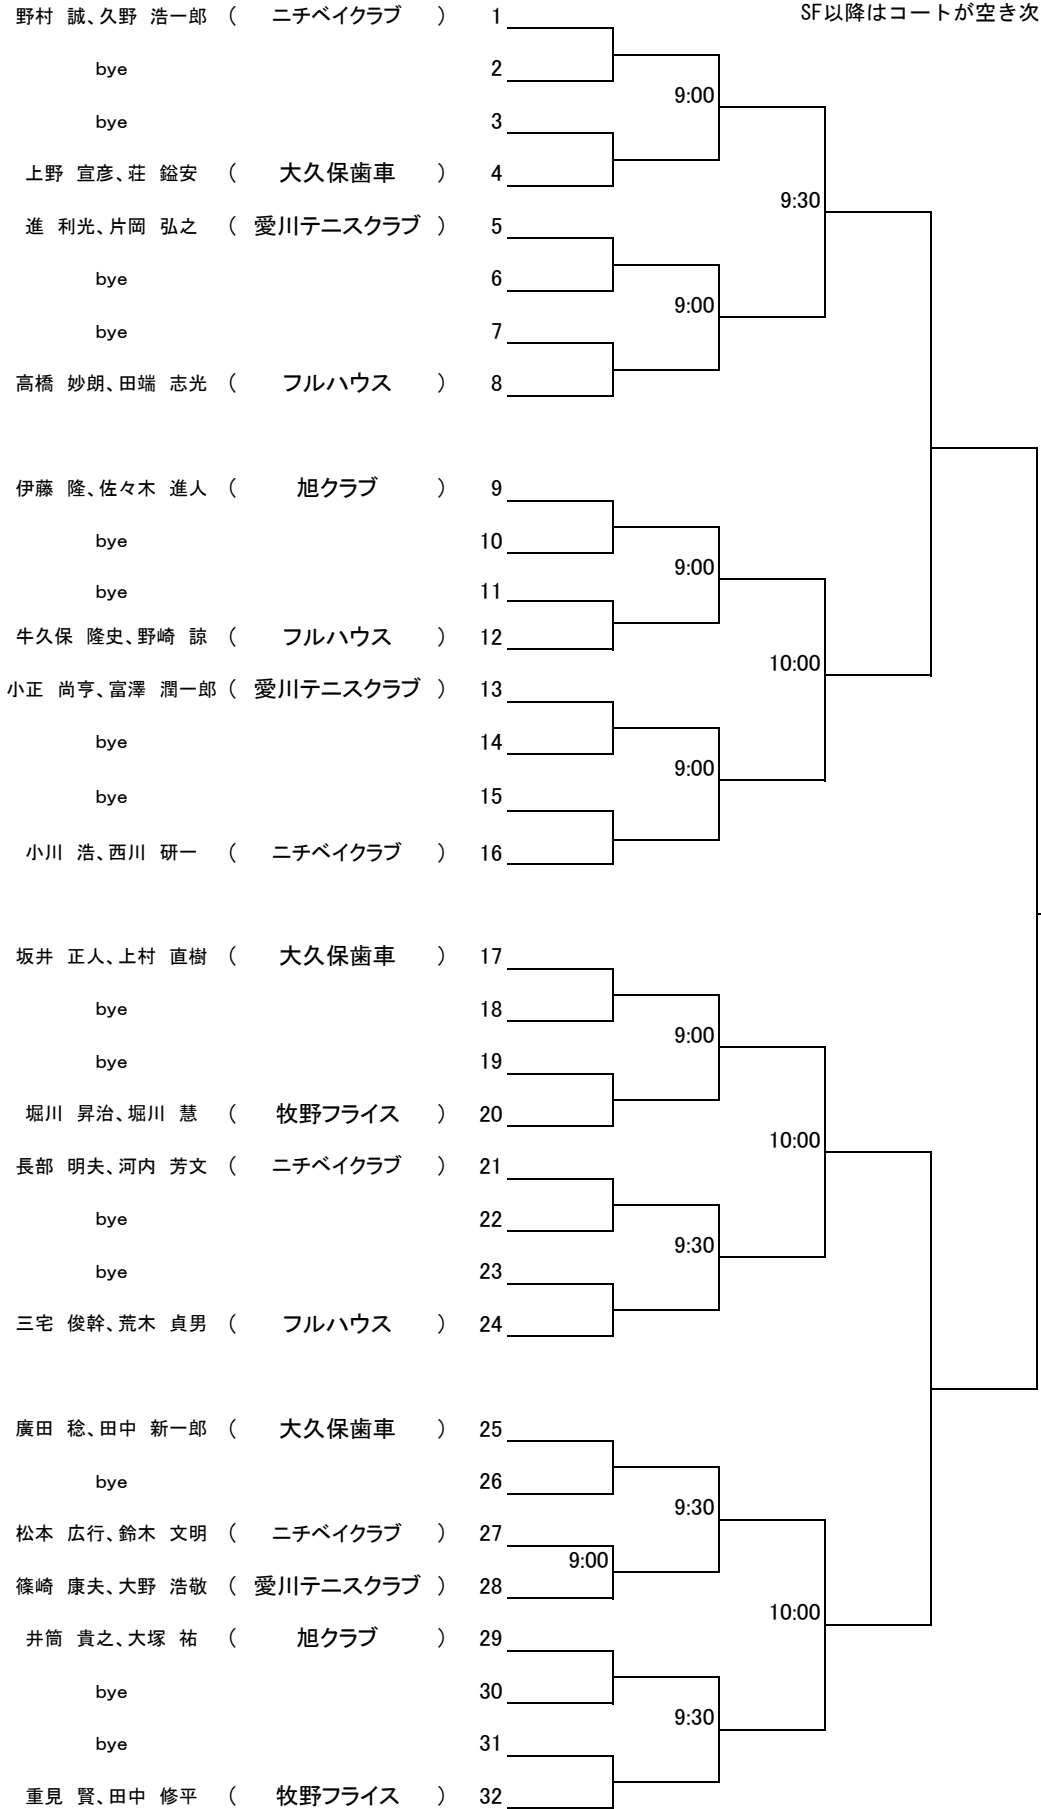 野村 誠、久野 浩一郎 （ ニチベイクラブ ） 1
SF以降はコートが空き次
bye 2
9:00
bye 3
上野 宣彦、荘 鎰安 （ 大久保歯車 ） 4
9:30
進 利光、片岡 弘之 （ 愛川テニスクラブ ） 5
bye 6
9:00
bye 7
高橋 妙朗、田端 志光 （ フルハウス ） 8
伊藤 隆、佐々木 進人 （ 旭クラブ ） 9
bye 10
9:00
bye 11
牛久保 隆史、野崎 諒 （ フルハウス ） 12
10:00
小正 尚亨、富澤 潤一郎 （ 愛川テニスクラブ ） 13
bye 14
9:00
bye 15
小川 浩、西川 研一 （ ニチベイクラブ ） 16
坂井 正人、上村 直樹 （ 大久保歯車 ） 17
bye 18
9:00
bye 19
堀川 昇治、堀川 慧 （ 牧野フライス ） 20
10:00
長部 明夫、河内 芳文 （ ニチベイクラブ ） 21
bye 22
9:30
bye 23
三宅 俊幹、荒木 貞男 （ フルハウス ） 24
廣田 稔、田中 新一郎 （ 大久保歯車 ） 25
bye 26
9:30
松本 広行、鈴木 文明 （ ニチベイクラブ ） 27
9:00
篠崎 康夫、大野 浩敬 （ 愛川テニスクラブ ） 28
10:00
井筒 貴之、大塚 祐 （ 旭クラブ ） 29
bye 30
9:30
bye 31
重見 賢、田中 修平 （ 牧野フライス ） 32